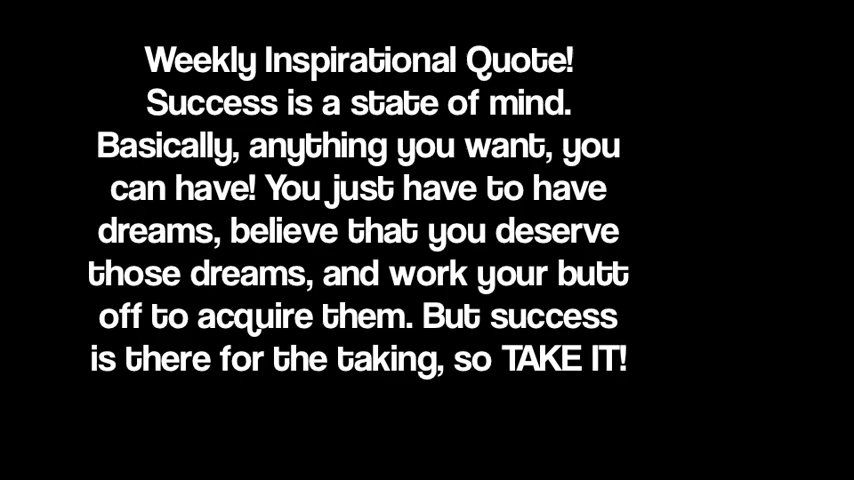 Weekly Inspirational Quote!
Success is a state of mind.
Basically, anything you want, you
can have! You just have to have
dreams, believe that you deserve
those dreams, and work your butt
off to acquire them. But success
is there for the taking, so TAKE IT!